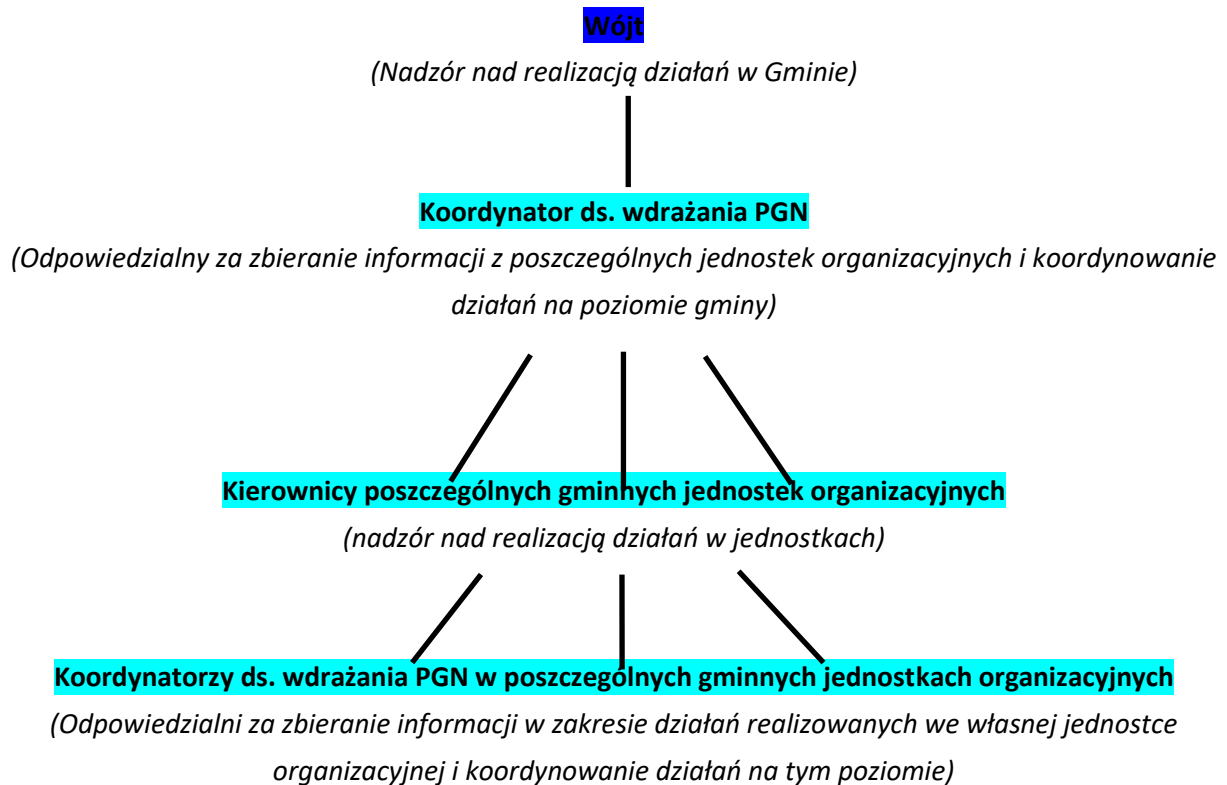 Wójt
(Nadzór nad realizacją działań w Gminie)
Koordynator ds. wdrażania PGN
(Odpowiedzialny za zbieranie informacji z poszczególnych jednostek organizacyjnych i koordynowanie
działań na poziomie gminy)
Kierownicy poszczególnych gminnych jednostek organizacyjnych
(nadzór nad realizacją działań w jednostkach)
Koordynatorzy ds. wdrażania PGN w poszczególnych gminnych jednostkach organizacyjnych
(Odpowiedzialni za zbieranie informacji w zakresie działań realizowanych we własnej jednostce
organizacyjnej i koordynowanie działań na tym poziomie)